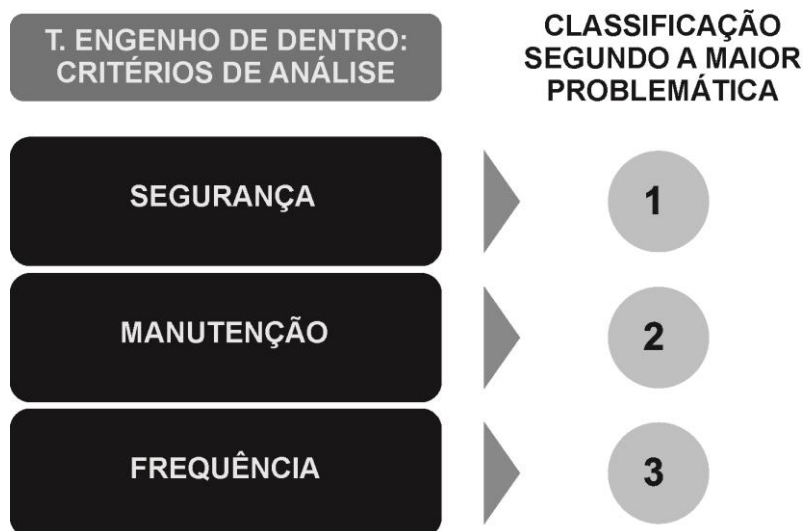 T. ENGENHO DE DENTRO:
CRITÉRIOS DE ANÁLISE
CLASSIFICAÇÃO
SEGUNDO A MAIOR
PROBLEMÁTICA
SEGURANÇA
1
MANUTENÇÃO
2
FREQUÊNCIA
3